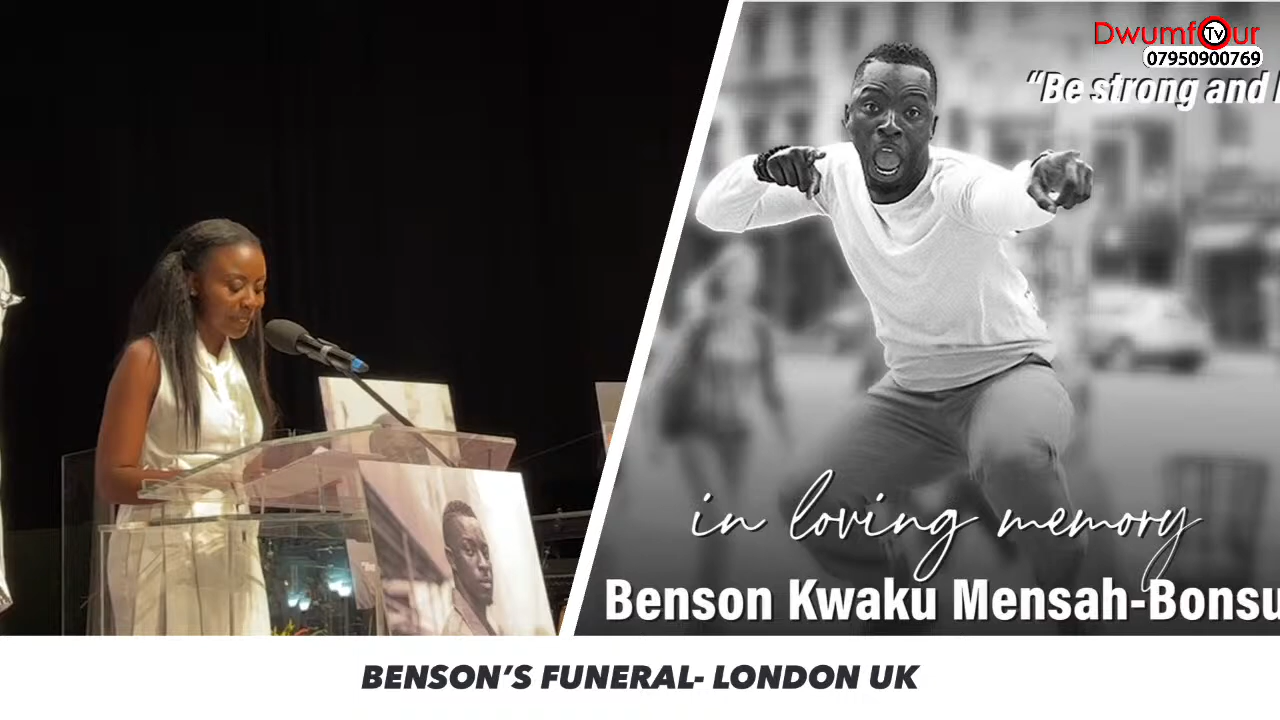 Dwumfour
Tv
07950900769
"Be strong and
in loving memory
Benson Kwaku Mensah-Bonsu
BENSON'S FUNERAL- LONDON UK